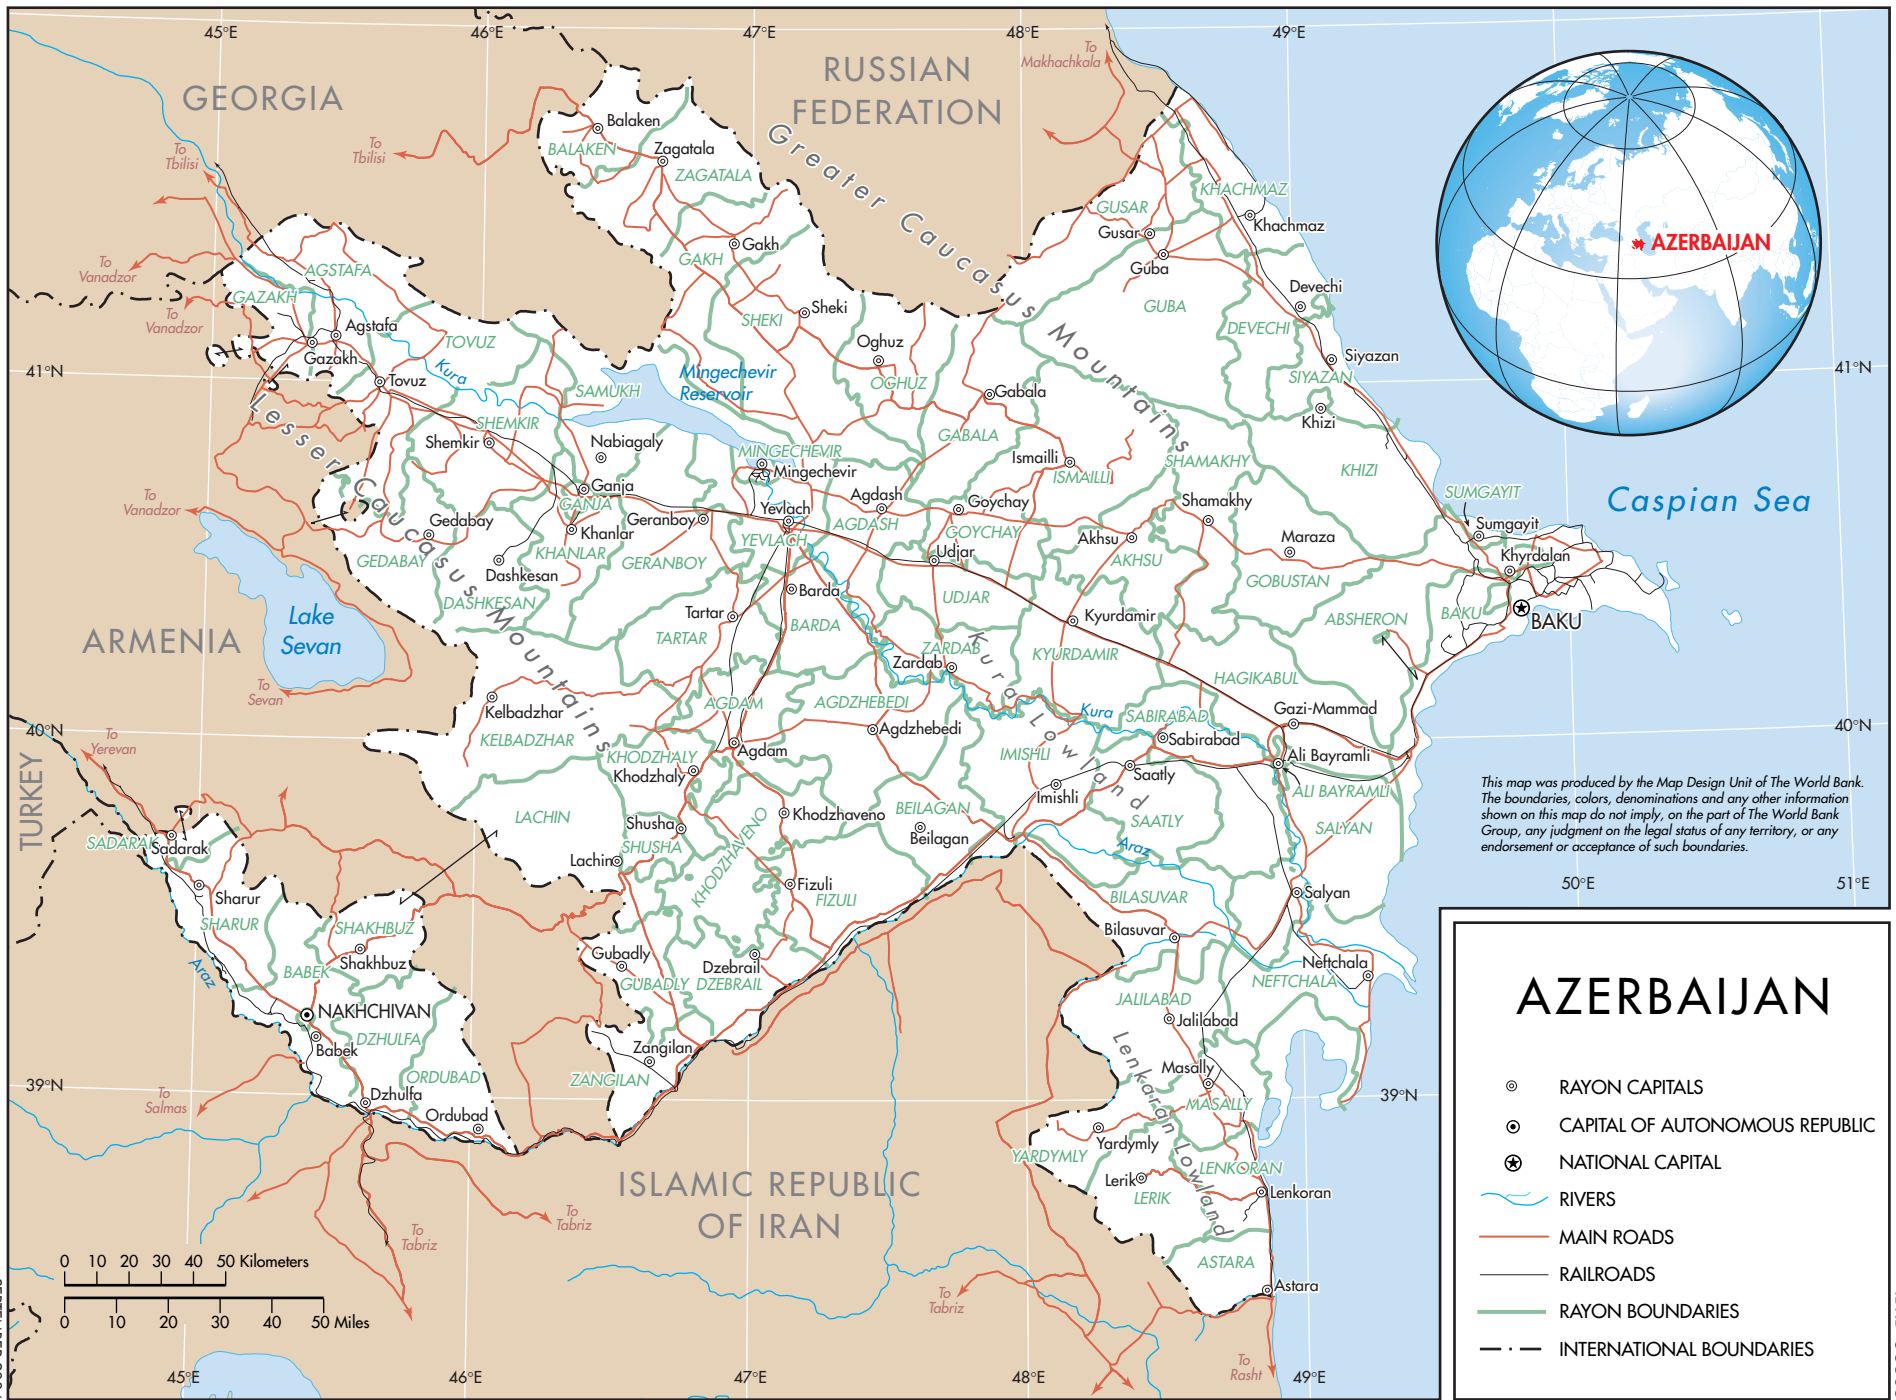 45°E
46°E
47°E
48°E
49°E
To
Makhachkala
RUSSIAN
FEDERATION
GEORGIA
To
Tbilisi
To
Tbilisi
Greater Caucasus Mountains
Balaken
BALAKEN
Zagatala
ZAGATALA
KHACHMAZ
Khachmaz
GUSAR
Gusar
Guba
GUBA
Gakh
GAKH
To
Vanadzor
To
Vanadzor
AGSTAFA
GAZAKH
Agstafa
Gazakh
TOVUZ
Tovuz
Kura
SHEKI
Sheki
Oghuz
OGHUZ
Devechi
DEVECHI
Siyazan
SIYAZAN
Khizi
KHIZI
AZERBAIJAN
41°N
41°N
Mingechevir
Reservoir
SAMUKH
Gabala
GABALA
Lesser Caucasus Mountains
SHEMKIR
Shemkir
Nabiagaly
MINGECHEVIR
Mingechevir
Ismailli
ISMAILLI
SHAMAKHY
Shamakhy
SUMGAYIT
Sumgayit
Caspian Sea
To
Vanadzor
Ganja
GANJA
Gedabay
GEDABAY
Khanlar
KHANLAR
Geranboy
GERANBOY
Yevlach
YEVLACH
Agdash
AGDASH
Goychay
GOYCHAY
Akhsu
AKHSU
Maraza
GOBUSTAN
Khyrdalan
Dashkesan
DASHKESAN
Udjar
UDJAR
Barda
BARDA
Tartar
TARTAR
Kyurdamir
KYURDAMIR
ABSHERON
BAKU
BAKU
ARMENIA
Lake
Sevan
To
Sevan
ZARDAB
Zardab
Kura Lowland
HAGIKABUL
Kelbadzhar
KELBADZHAR
AGDAM
Agdam
AGDZHEBEDI
Agdzhebedi
Kura
SABIRABAD
Sabirabad
Gazi-Mammad
Ali Bayramli
ALI BAYRAMLI
40°N
40°N
To
Yerevan
TURKEY
KHODZHALY
Khodzhaly
IMISHLI
Imishli
Saatly
SAATLY
This map was produced by the Map Design Unit of The World Bank.
The boundaries, colors, denominations and any other information
shown on this map do not imply, on the part of The World Bank
Group, any judgment on the legal status of any territory, or any
endorsement or acceptance of such boundaries.
LACHIN
Lachin
Shusha
SHUSHA
Khodzhaveno
KHODZHAVENO
BEILAGAN
Beilagan
SALYAN
Salyan
Araz
50°E
51°E
SADARAK
Sadarak
Sharur
SHARUR
SHAKHBUZ
Shakhbuz
BABEK
Araz
NAKHCHIVAN
Babek
DZHULFA
Dzhulfa
ORDUBAD
Ordubad
Fizuli
FIZULI
BILASUVAR
Bilasuvar
Gubadly
GUBADLY
Dzebrail
DZEBRAIL
Neftchala
NEFTCHALA
JALILABAD
Jalilabad
Zangilan
ZANGILAN
Lenkaran Lowland
Masally
MASALLY
39°N
39°N
To
Salmas
Yardymly
YARDYMLY
Lerik
LERIK
LENKORAN
Lenkoran
ASTARA
Astara
ISLAMIC REPUBLIC
OF IRAN
To
Tabriz
To
Tabriz
To
Tabriz
To
Rasht
0 10 20 30 40 50 Kilometers
0 10 20 30 40 50 Miles
45°E
46°E
47°E
48°E
49°E
AZERBAIJAN
RAYON CAPITALS
CAPITAL OF AUTONOMOUS REPUBLIC
NATIONAL CAPITAL
RIVERS
MAIN ROADS
RAILROADS
RAYON BOUNDARIES
INTERNATIONAL BOUNDARIES